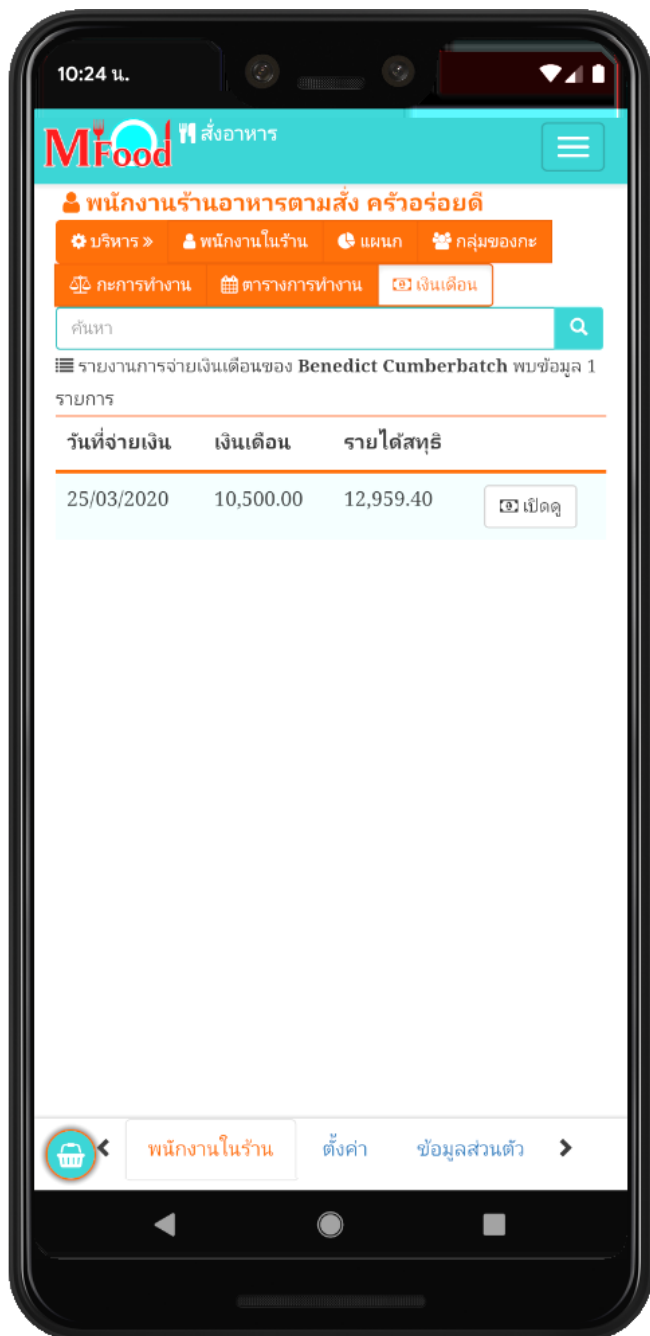 10:24 น.
MFood สั่งอาหาร
พนักงานร้านอาหารตามสั่ง ครัวอร่อยดี
บริหาร » พนักงานในร้าน แผนก กลุ่มของกะ
กะการทำงาน ตารางการทำงาน เงินเดือน
ค้นหา
รายงานการจ่ายเงินเดือนของ Benedict Cumberbatch พบข้อมูล 1
รายการ
วันที่จ่ายเงิน เงินเดือน รายได้สุทธิ
25/03/2020 10,500.00 12,959.40 เปิดดู
พนักงานในร้าน ตั้งค่า ข้อมูลส่วนตัว